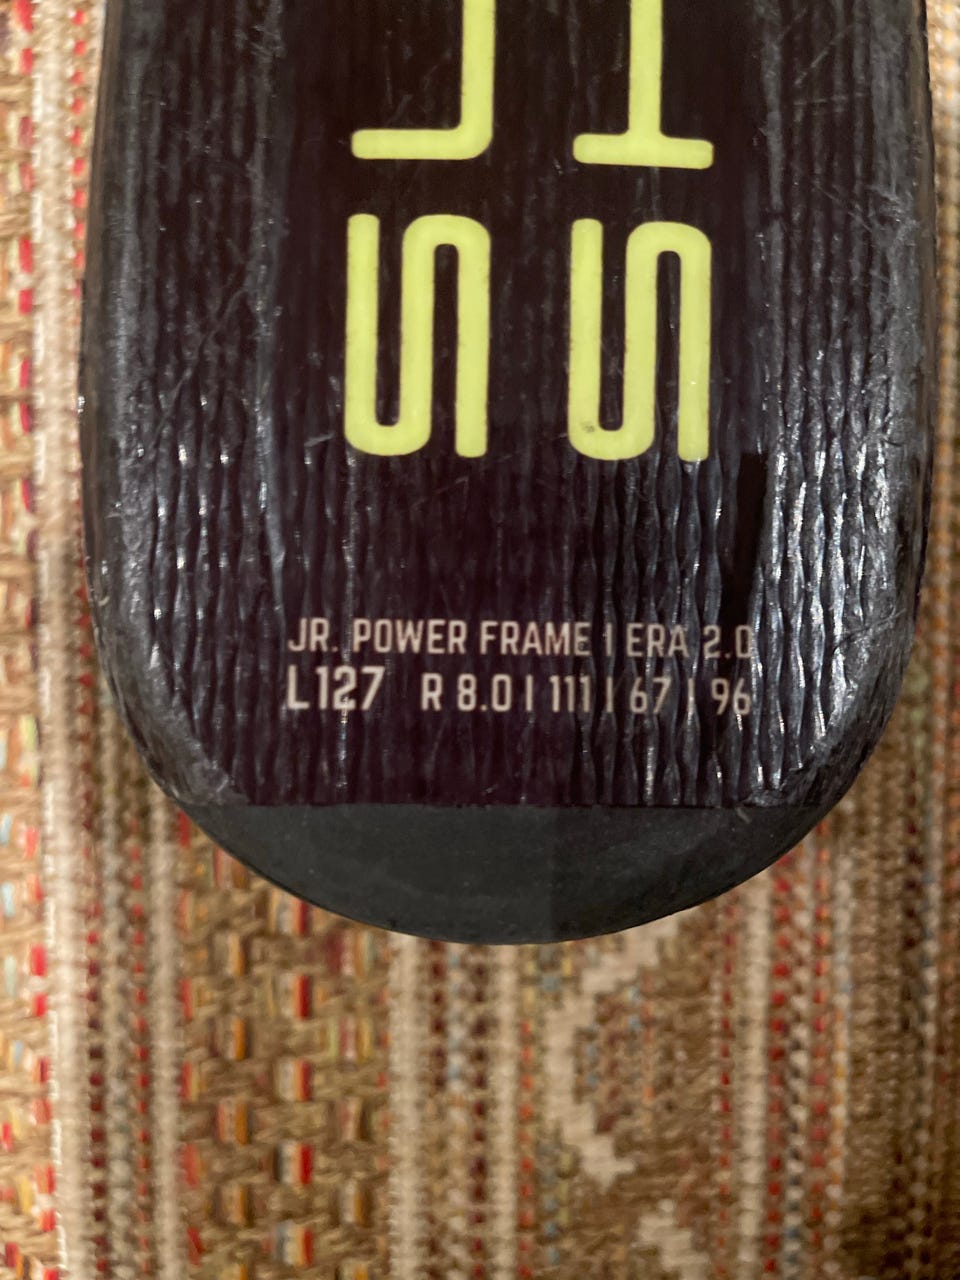 JR. POWER FRAME | ERA 2.0
L127 R 8.0 | 111 | 67 | 96